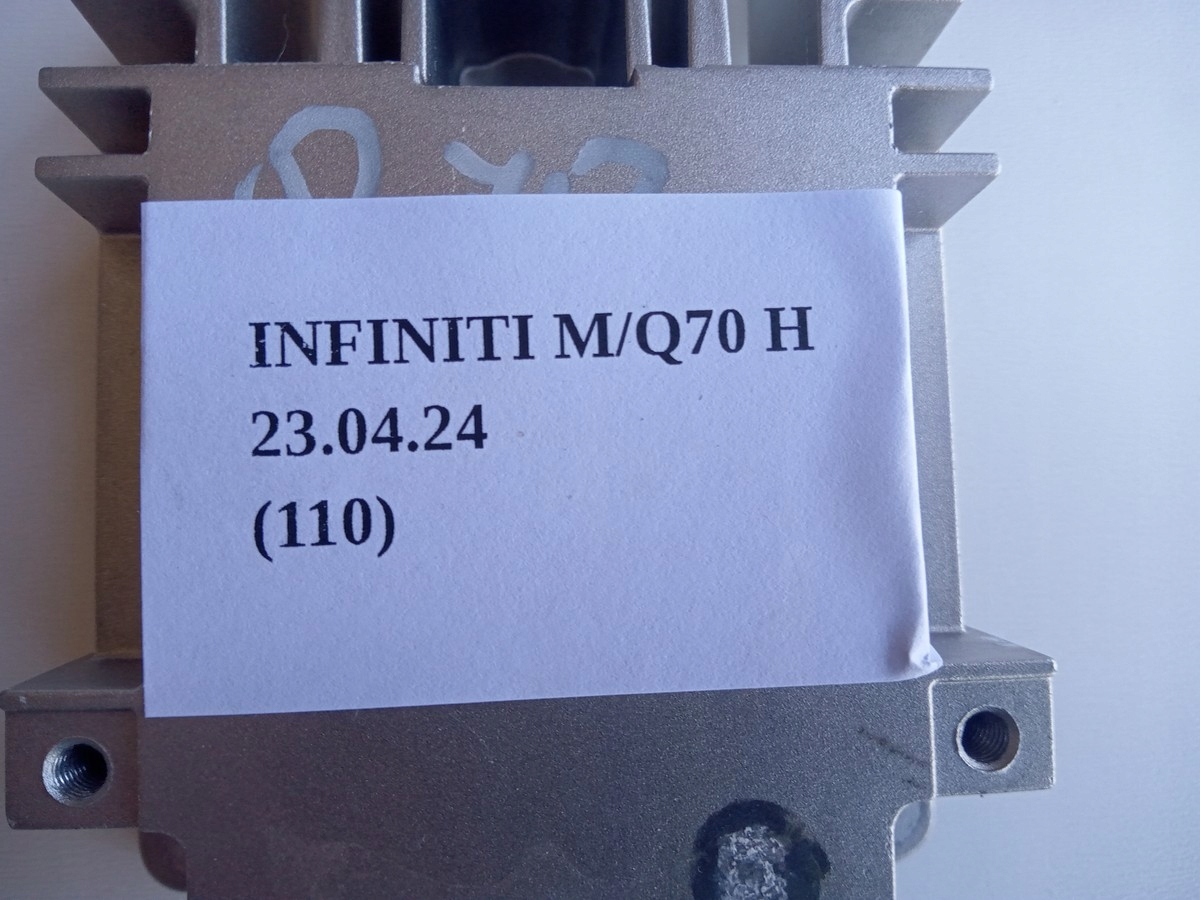 INFINITI M/Q70 H
23.04.24
(110)